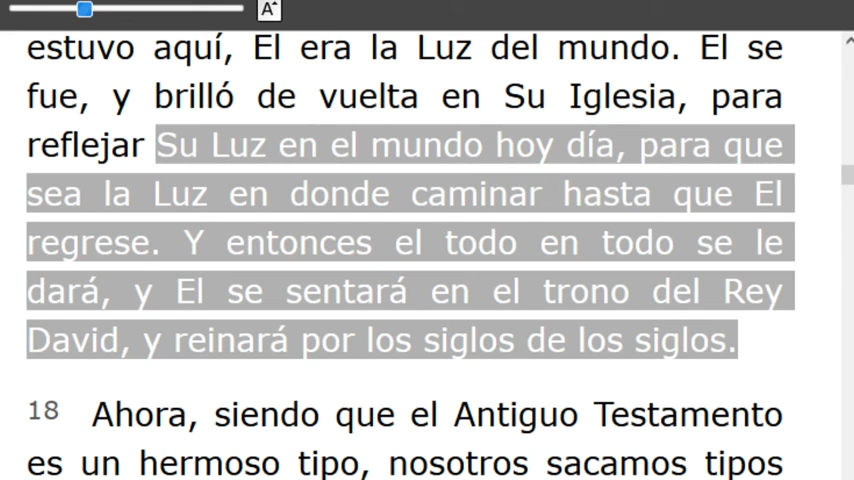 A
estuvo aquí, El era la Luz del mundo. El se
fue, y brilló de vuelta en Su Iglesia, para
reflejar Su Luz en el mundo hoy día, para que
sea la Luz en donde caminar hasta que El
regrese. Y entonces el todo en todo se le
dará, y El se sentará en el trono del Rey
David, y reinará por los siglos de los siglos.
18 Ahora, siendo que el Antiguo Testamento
es un hermoso tipo, nosotros sacamos tipos